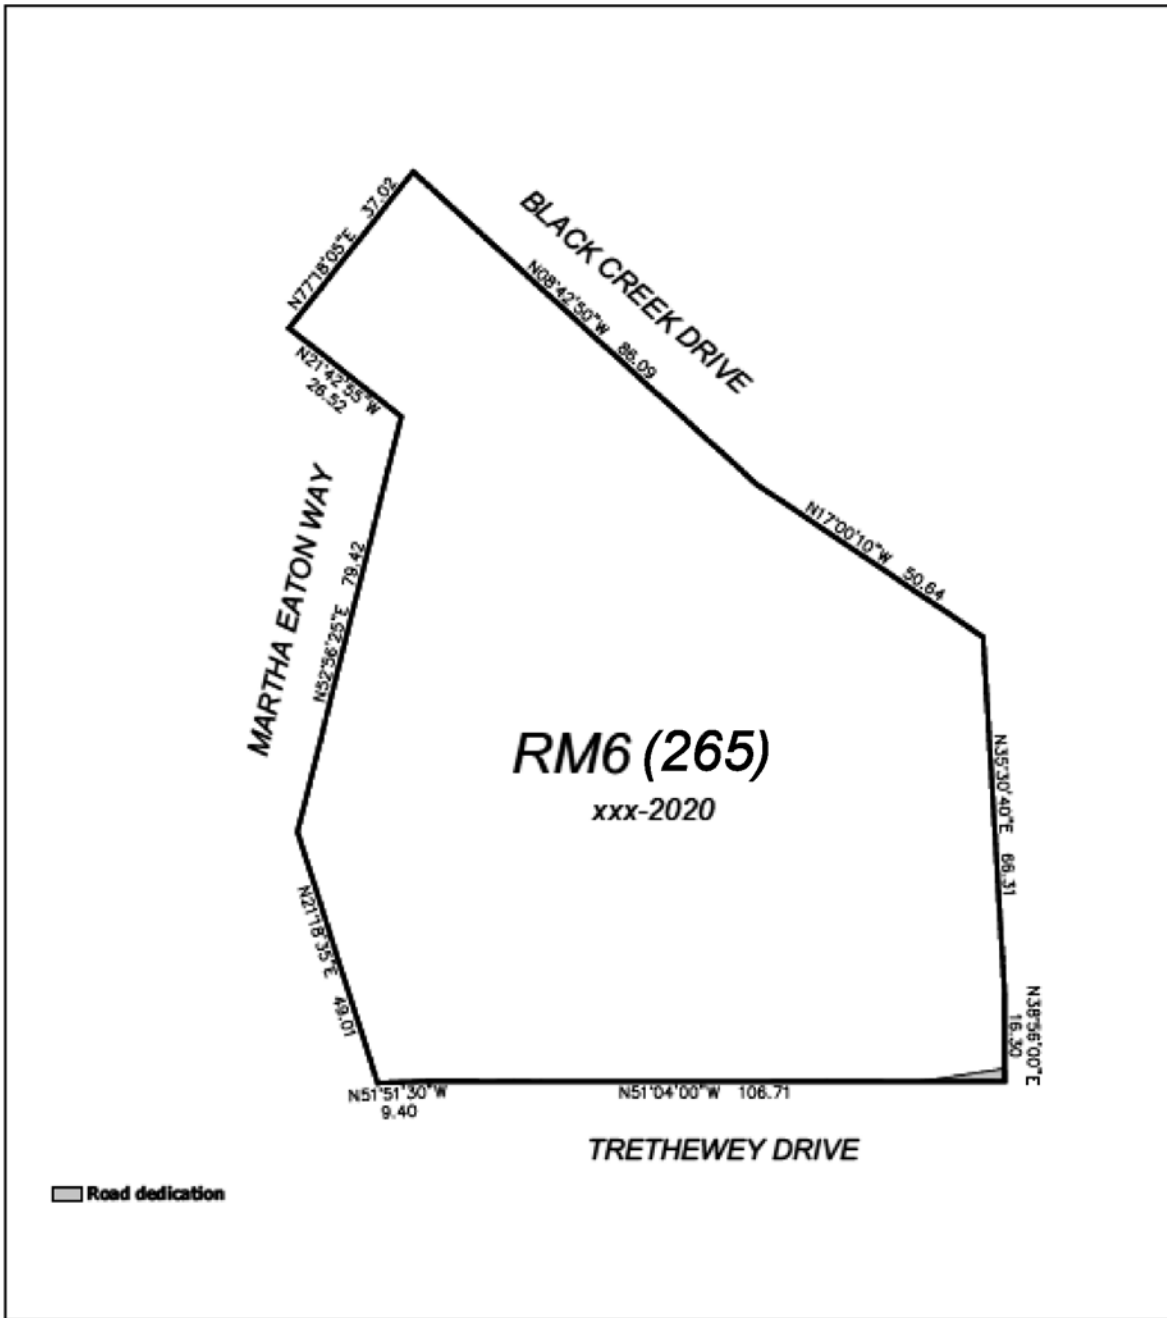 BLACK CREEK DRIVE
N77°18'05"E 37.02
N08°42'50"W 86.09
N21°42'55"W
26.52
MARTHA EATON WAY
N52°56'25"E 79.42
N17°00'10"W 50.64
RM6 (265)
xxx-2020
N35°30'40"E 66.31
N21°18'35"E 49.01
N38°56'00"E
16.30
N51°51'30"W
9.40
N51°04'00"W 106.71
TRETHEWEY DRIVE
Road dedication